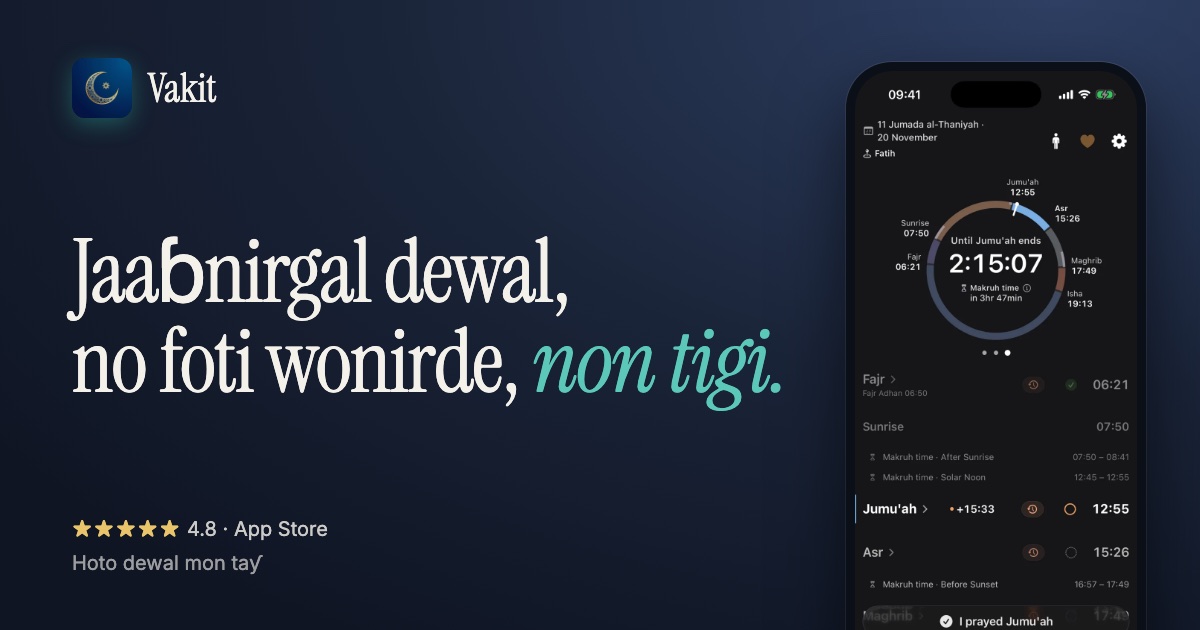 Vakit
Jaaɓnirgal dewal,
no foti wonirde, non tigi.
★★★★★ 4.8 · App Store
Hoto dewal mon tayƴ
09:41
11 Jumada al-Thaniyah ·
20 November
Fatih
Jumu'ah
12:55
Asr
15:26
Sunrise
07:50
Fajr
06:21
Maghrib
17:49
Isha
19:13
Until Jumu'ah ends
2:15:07
Makruh time
in 3hr 47min
Fajr > 06:21
Fajr Adhan 06:50
Sunrise 07:50
Makruh time · After Sunrise 07:50 – 08:41
Makruh time · Solar Noon 12:45 – 12:55
Jumu'ah > •+15:33 12:55
Asr > 15:26
Makruh time · Before Sunset 16:57 – 17:49
Maghrib > 17:49
I prayed Jumu'ah